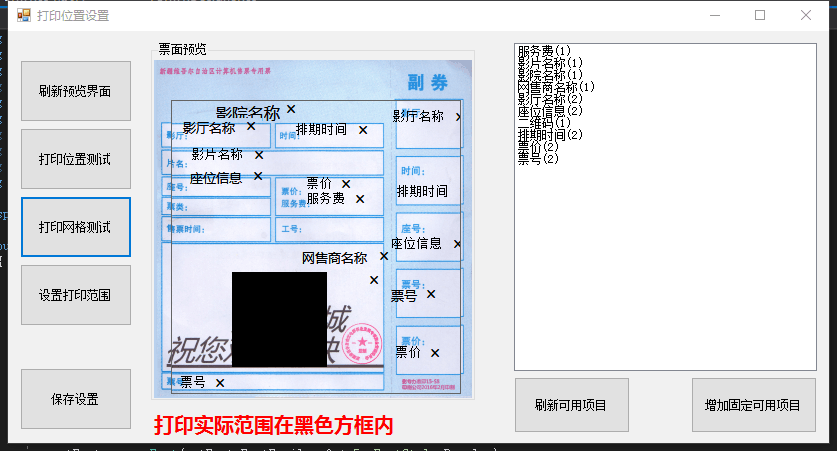 打印位置设置
刷新预览界面
打印位置测试
打印网格测试
设置打印范围
保存设置
票面预览
新疆维吾尔自治区计算机售票专用票
副 券
影院名称 ×
影厅: 影厅名称 ×
时间: 排期时间 ×
片名: 影片名称 ×
座号: 座位信息 ×
票价: 票价 ×
服务费: 服务费 ×
票类:
售票时间:
工号:
网售商名称 ×
×
城
祝您
票号 ×
影厅名称 ×
时间:
排期时间
座号:
座位信息 ×
票号:
票号 ×
票价:
票价 ×
打印实际范围在黑色方框内
服务费(1)
影片名称(1)
影院名称(1)
网售商名称(1)
影厅名称(2)
座位信息(2)
二维码(1)
排期时间(2)
票价(2)
票号(2)
刷新可用项目
增加固定可用项目